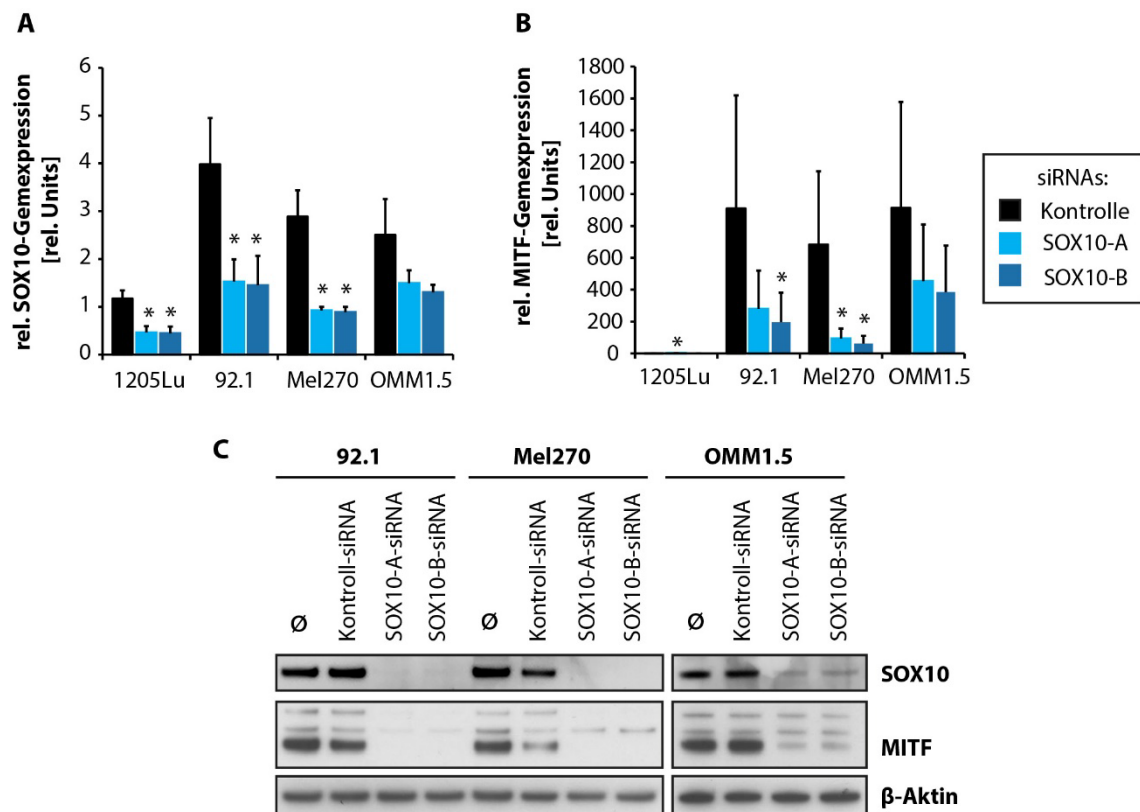 A
rel. SOX10-Gemexpression
[rel. Units]
6
5
4
3
2
1
0
* *
* *
* *
1205Lu 92.1 Mel270 OMM1.5
B
rel. MITF-Gemexpression
[rel. Units]
1800
1600
1400
1200
1000
800
600
400
200
0
*
*
* *
1205Lu 92.1 Mel270 OMM1.5
siRNAs:
Kontrolle
SOX10-A
SOX10-B
C
92.1 Mel270 OMM1.5
Ø Kontroll-siRNA SOX10-A-siRNA SOX10-B-siRNA Ø Kontroll-siRNA SOX10-A-siRNA SOX10-B-siRNA Ø Kontroll-siRNA SOX10-A-siRNA SOX10-B-siRNA
SOX10
MITF
β-Aktin